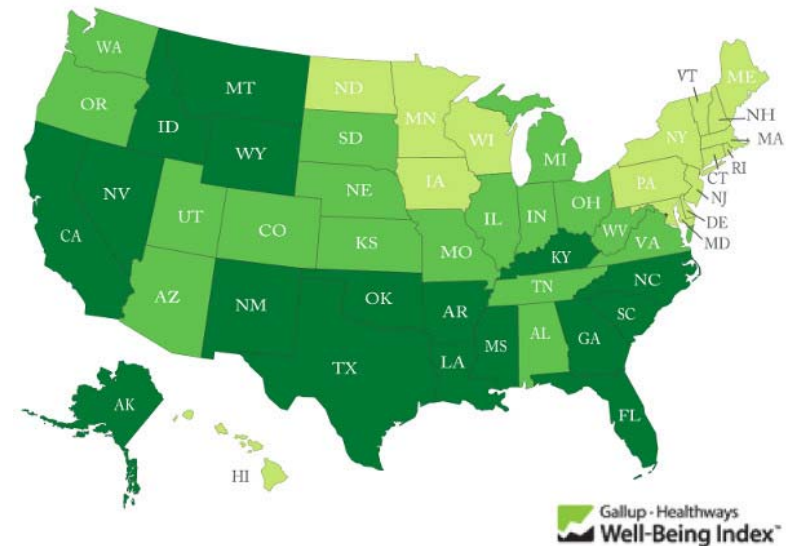 WA
OR
CA
NV
ID
MT
WY
UT
CO
AZ
NM
ND
SD
NE
KS
OK
TX
MN
IA
MO
AR
LA
WI
IL
MS
MI
IN
OH
KY
TN
AL
GA
FL
SC
NC
VA
WV
PA
NY
VT
ME
NH
MA
RI
CT
NJ
DE
MD
AK
HI
Gallup - Healthways
Well-Being Index™